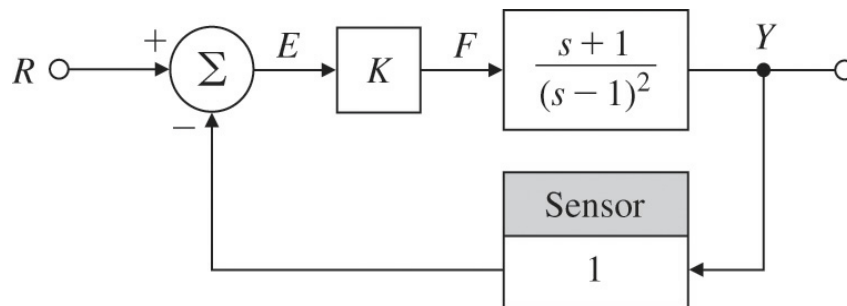 R
+
−
Σ
E
K
F
s + 1
(s − 1)²
Y
Sensor
1